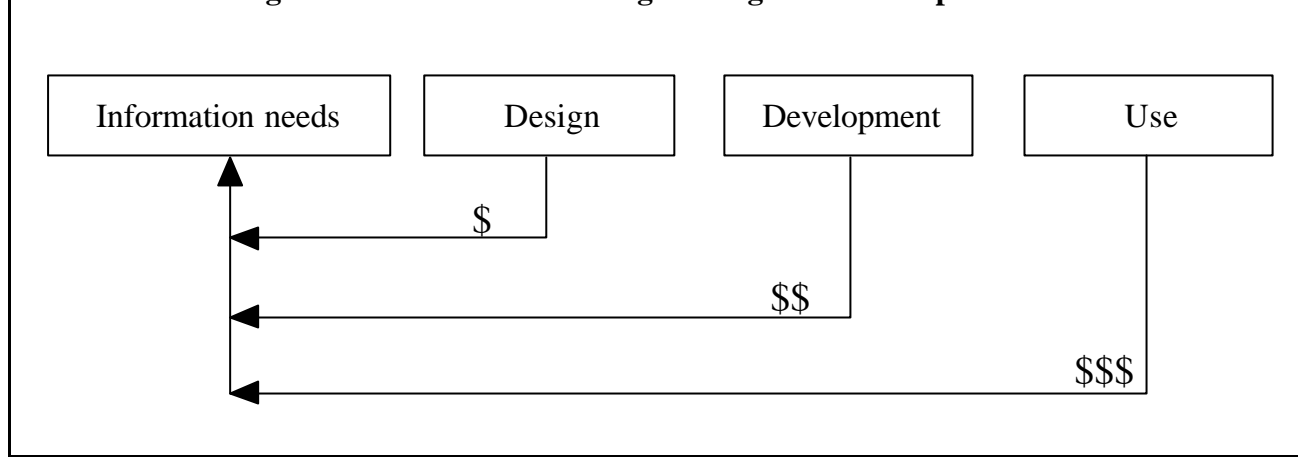 Information needs
Design
Development
Use
$
$$
$$$